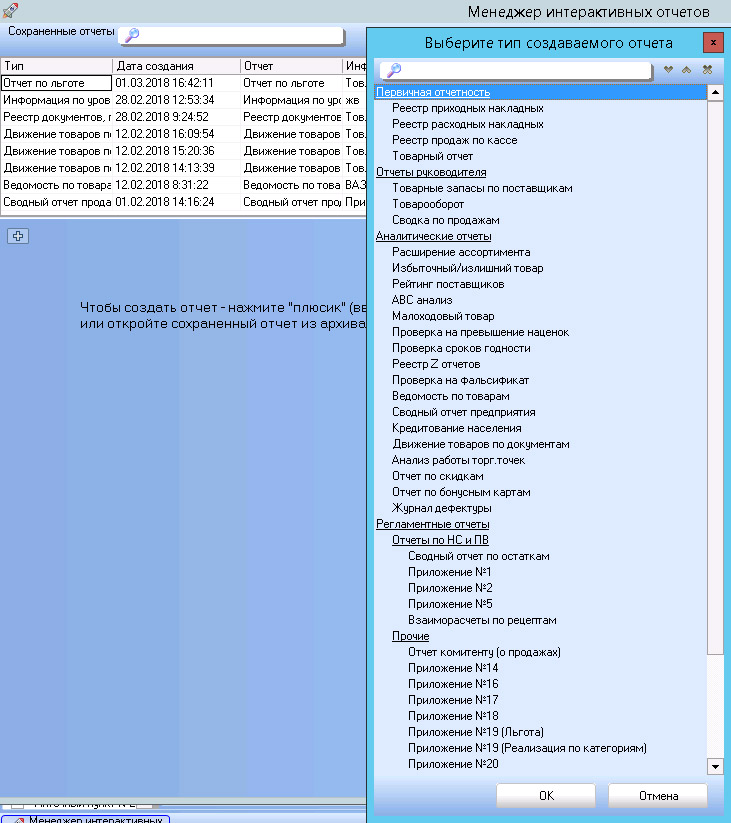 Менеджер интерактивных отчетов
Сохраненные отчеты
Тип Дата создания Отчет Инф
Отчет по льготе 01.03.2018 16:42:11 Отчет по льготе Тов.
Информация по уров 28.02.2018 12:53:34 Информация по уро жв
Реестр документов, г 28.02.2018 9:24:52 Реестр документов Тов.
Движение товаров п 12.02.2018 16:09:54 Движение товаров Тов.
Движение товаров п 12.02.2018 15:20:36 Движение товаров Тов.
Движение товаров п 12.02.2018 14:13:39 Движение товаров Тов.
Ведомость по товара 12.02.2018 8:31:22 Ведомость по това ВАЗ
Сводный отчет прода 01.02.2018 14:16:24 Сводный отчет про При
Чтобы создать отчет - нажмите "плюсик" (вв
или откройте сохраненный отчет из архива
Менеджер интерактивных
Выберите тип создаваемого отчета
Первичная отчетность
Реестр приходных накладных
Реестр расходных накладных
Реестр продаж по кассе
Товарный отчет
Отчеты руководителя
Товарные запасы по поставщикам
Товарооборот
Сводка по продажам
Аналитические отчеты
Расширение ассортимента
Избыточный/излишний товар
Рейтинг поставщиков
ABC анализ
Малоходовый товар
Проверка на превышение наценок
Проверка сроков годности
Реестр Z отчетов
Проверка на фальсификат
Ведомость по товарам
Сводный отчет предприятия
Кредитование населения
Движение товаров по документам
Анализ работы торг.точек
Отчет по скидкам
Отчет по бонусным картам
Журнал дефектуры
Регламентные отчеты
Отчеты по НС и ПВ
Сводный отчет по остаткам
Приложение №1
Приложение №2
Приложение №5
Взаиморасчеты по рецептам
Прочие
Отчет комитенту (о продажах)
Приложение №14
Приложение №16
Приложение №17
Приложение №18
Приложение №19 (Льгота)
Приложение №19 (Реализация по категориям)
Приложение №20
OK Отмена